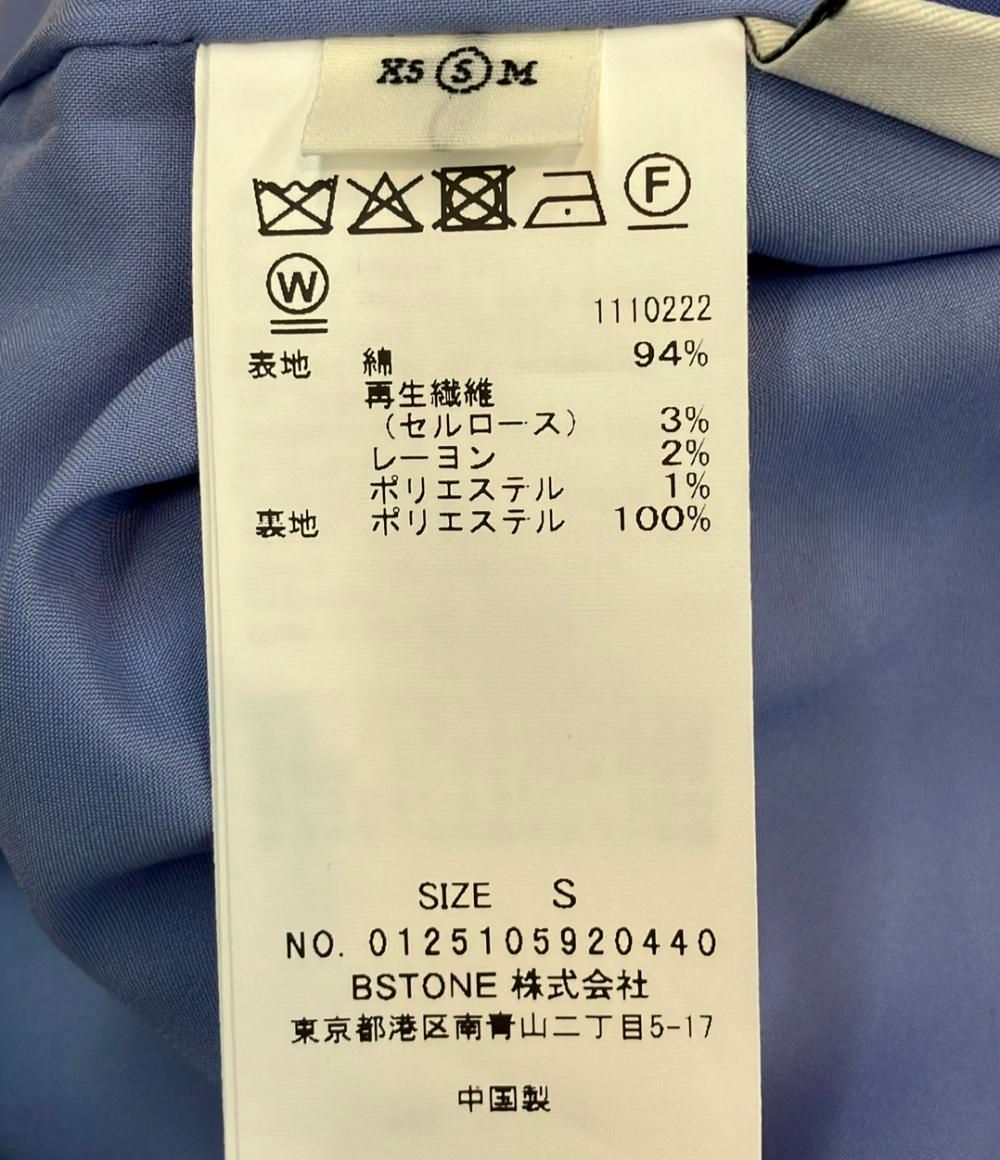 XS S M
F
W
1110222
表地 綿 94%
再生繊維
(セルロース) 3%
レーヨン 2%
ポリエステル 1%
裏地 ポリエステル 100%
SIZE S
NO. 0125105920440
BSTONE 株式会社
東京都港区南青山二丁目5-17
中国製